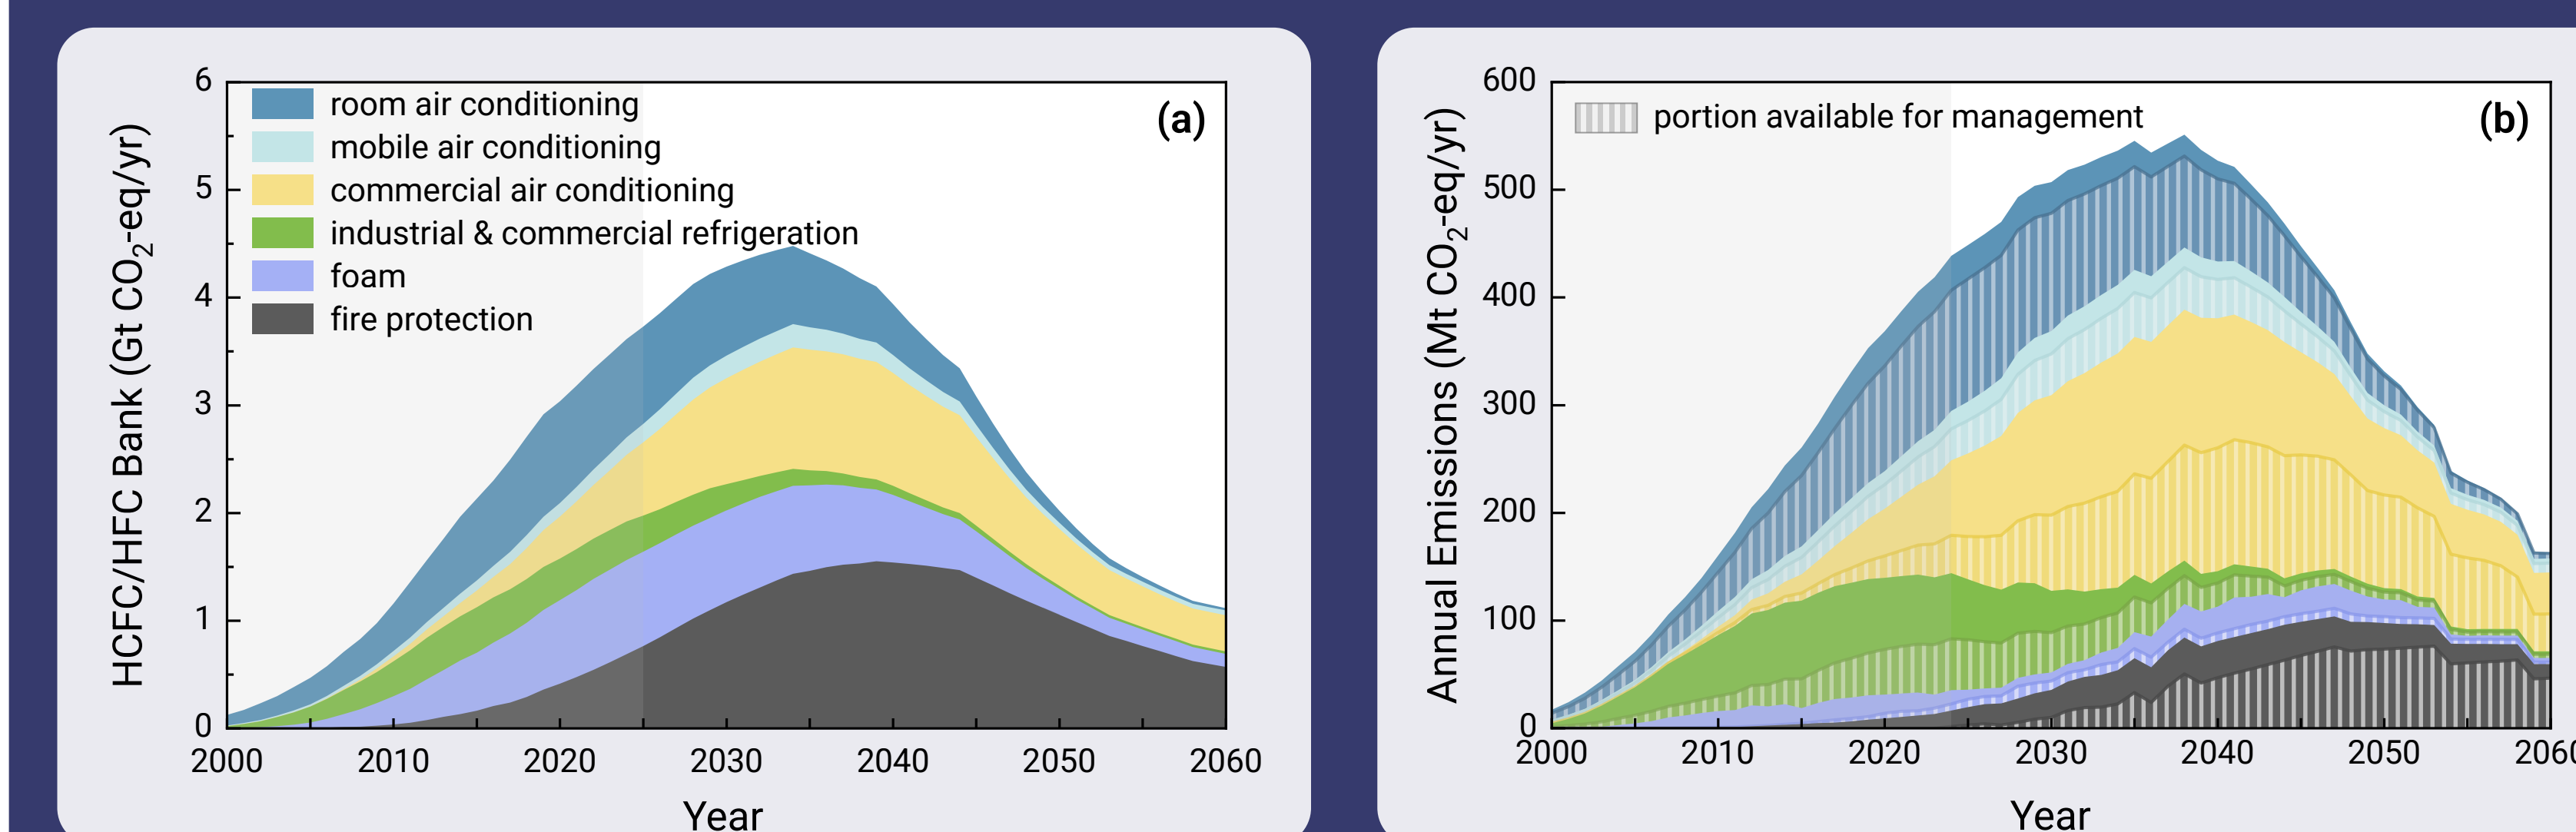 6
5
4
3
2
1
0
HCFC/HFC Bank (Gt CO₂-eq/yr)
room air conditioning
mobile air conditioning
commercial air conditioning
industrial & commercial refrigeration
foam
fire protection
(a)
2000 2010 2020 2030 2040 2050 2060
Year
600
500
400
300
200
100
0
Annual Emissions (Mt CO₂-eq/yr)
portion available for management
(b)
2000 2010 2020 2030 2040 2050 206
Year